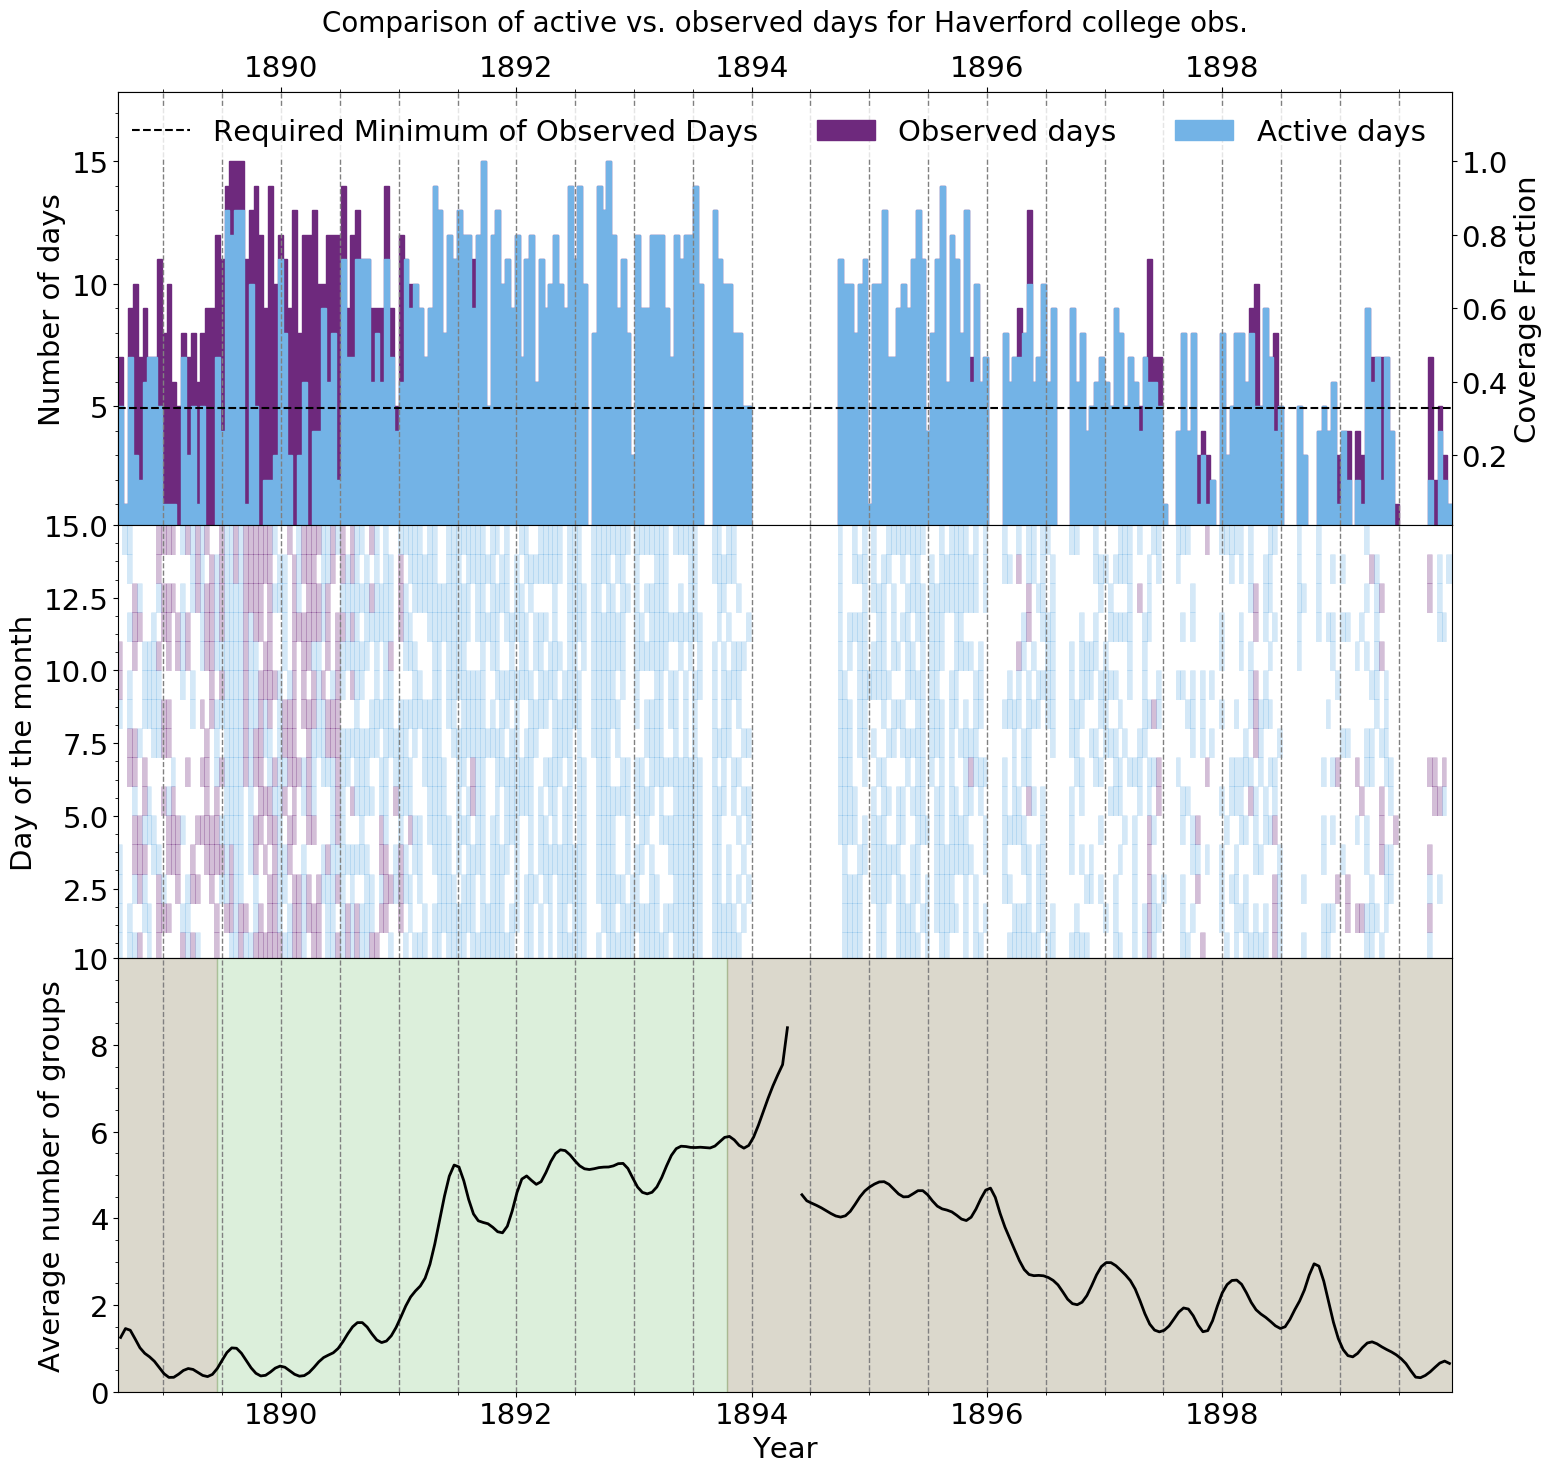 Comparison of active vs. observed days for Haverford college obs.
1890 1892 1894 1896 1898
Required Minimum of Observed Days Observed days Active days
Number of days
15
10
5
Coverage Fraction
1.0
0.8
0.6
0.4
0.2
Day of the month
15.0
12.5
10.0
7.5
5.0
2.5
Average number of groups
10
8
6
4
2
0
1890 1892 1894 1896 1898
Year